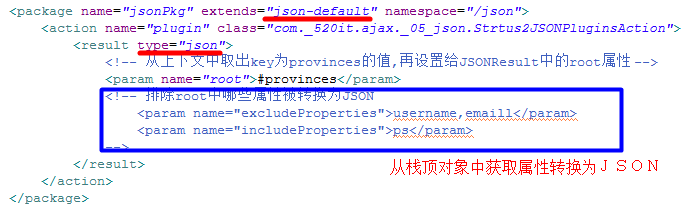 <package name="jsonPkg" extends="json-default" namespace="/json">
<action name="plugin" class="com._520it.ajax._05_json.Strtus2JSONPluginsAction">
<result type="json">
<!-- 从上下文中取出key为provinces的值,再设置给JSONResult中的root属性 -->
<param name="root">#provinces</param>
<!-- 排除root中哪些属性被转换为JSON
<param name="excludeProperties">username,emaill</param>
<param name="includeProperties">ps</param>
-->
</result>
从栈顶对象中获取属性转换为ＪＳＯＮ
</action>
</package>